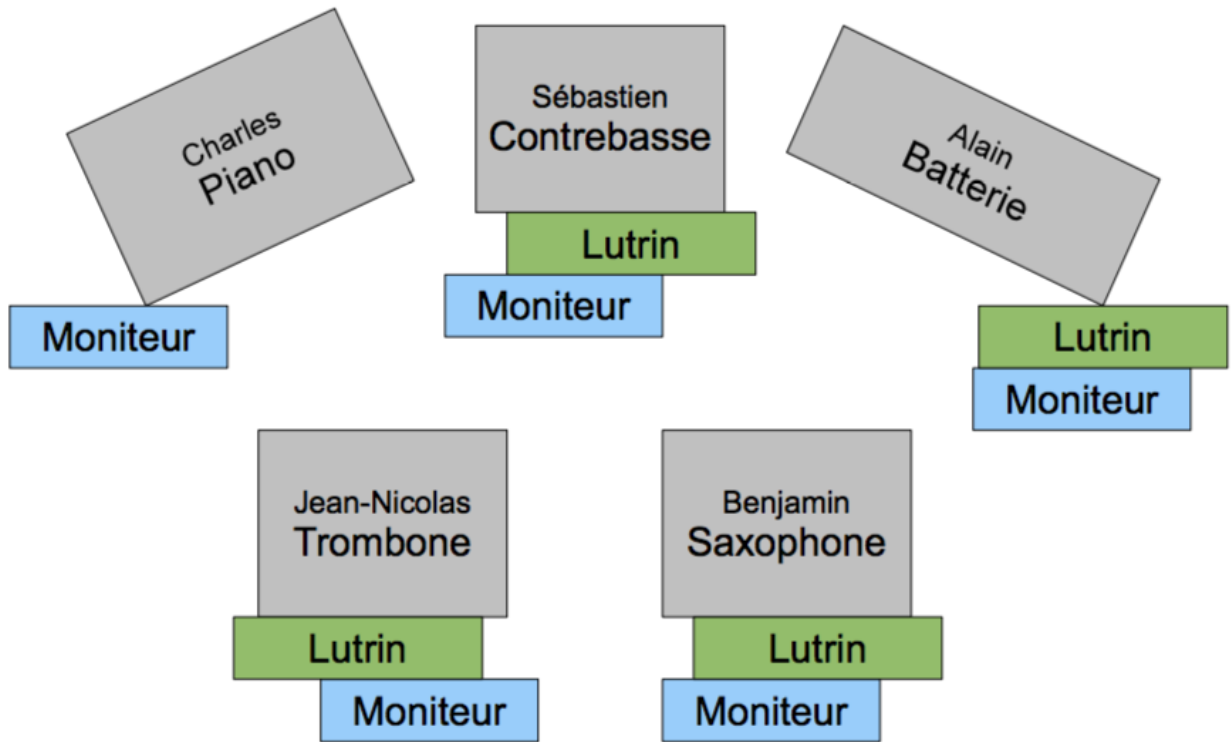 Charles
Piano
Moniteur
Sébastien
Contrebasse
Lutrin
Moniteur
Alain
Batterie
Lutrin
Moniteur
Jean-Nicolas
Trombone
Lutrin
Moniteur
Benjamin
Saxophone
Lutrin
Moniteur